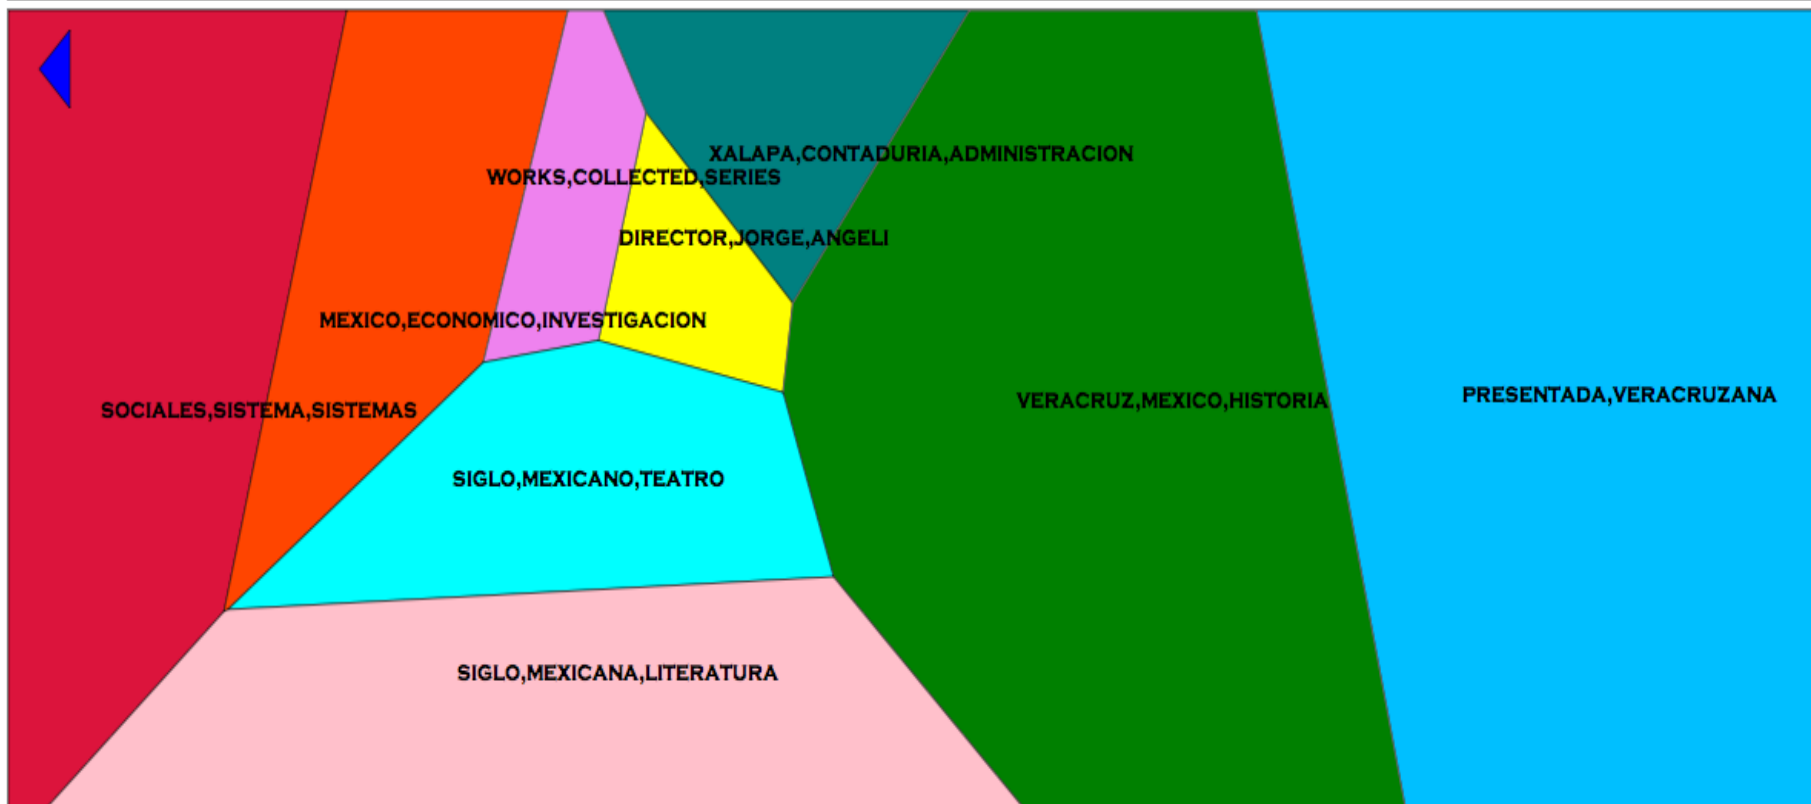 XALAPA,CONTADURIA,ADMINISTRACION
WORKS,COLLECTED,SERIES
DIRECTOR,JORGE,ANGELI
MEXICO,ECONOMICO,INVESTIGACION
SOCIALES,SISTEMA,SISTEMAS
VERACRUZ,MEXICO,HISTORIA
PRESENTADA,VERACRUZANA
SIGLO,MEXICANO,TEATRO
SIGLO,MEXICANA,LITERATURA